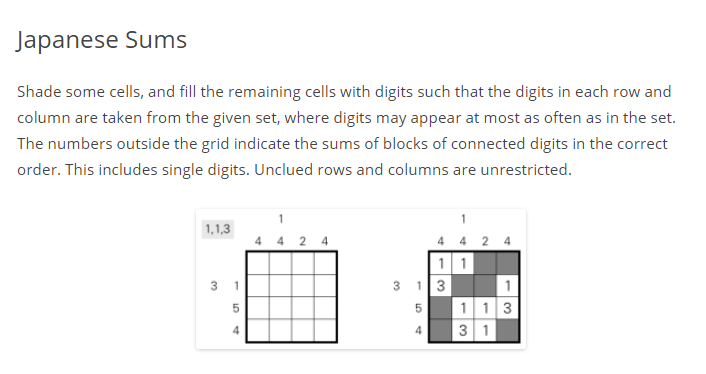 Japanese Sums
Shade some cells, and fill the remaining cells with digits such that the digits in each row and
column are taken from the given set, where digits may appear at most as often as in the set.
The numbers outside the grid indicate the sums of blocks of connected digits in the correct
order. This includes single digits. Unclued rows and columns are unrestricted.
1,1,3
1
4 4 2 4
3 1
5
4
1
4 4 2 4
1 1
3 1 3 1
5 1 1 3
4 3 1